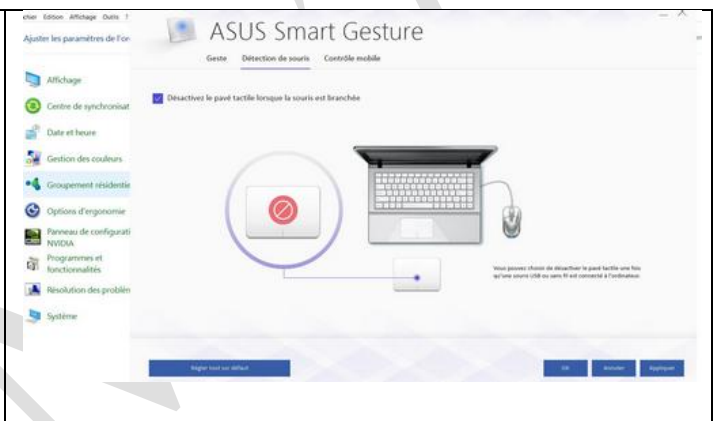 chier Edition Affichage Outils ?
Ajuster les paramètres de l'or
Affichage
Centre de synchronisat
Date et heure
Gestion des couleurs
Groupement résidentie
Options d'ergonomie
Panneau de configurati
NVIDIA
Programmes et
fonctionnalités
Résolution des problèm
Système
ASUS Smart Gesture
Geste Détection de souris Contrôle mobile
Désactivez le pavé tactile lorsque la souris est branchée
Vous pouvez choisir de désactiver le pavé tactile une fois
qu'une souris USB ou sans fil est connecté à l'ordinateur.
Régler tout sur défaut
OK Annuler Appliquer